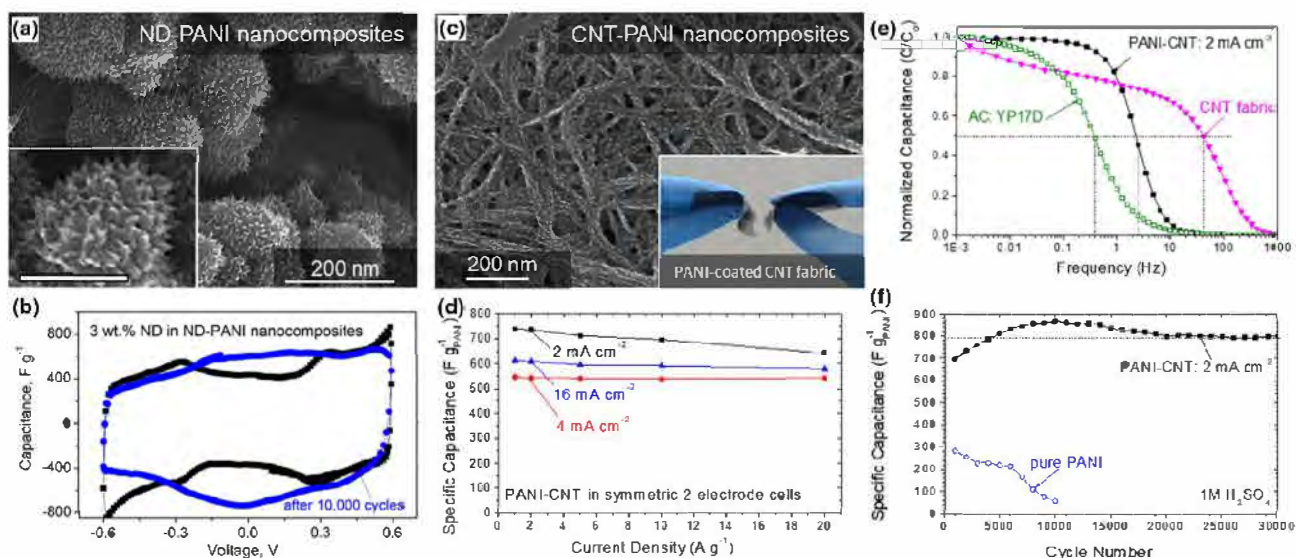 (a)
ND-PANI nanocomposites
200 nm
(c)
CNT-PANI nanocomposites
200 nm
PANI-coated CNT fabric
(e)
Normalized Capacitance (C/C₀)
1.0
0.8
0.6
0.4
0.2
0.0
PANI-CNT: 2 mA cm⁻²
AC: YP17D
CNT fabric
1E-3 0.01 0.1 1 10 100
Frequency (Hz)
(b)
Capacitance, F g⁻¹
800
400
0
-400
-800
3 wt.% ND in ND-PANI nanocomposites
after 10.000 cycles
-0.6 -0.3 0.0 0.3 0.6
Voltage, V
(d)
Specific Capacitance (F g⁻¹PANI)
800
700
600
500
400
300
200
100
0
2 mA cm⁻²
16 mA cm⁻²
4 mA cm⁻²
PANI-CNT in symmetric 2 electrode cells
0 2 4 6 8 10 12 14 16 18 20
Current Density (A g⁻¹)
(f)
Specific Capacitance (F g⁻¹PANI)
900
800
700
600
500
400
300
200
100
0
PANI-CNT: 2 mA cm⁻²
pure PANI
1M H₂SO₄
0 5000 10000 15000 20000 25000 30000
Cycle Number